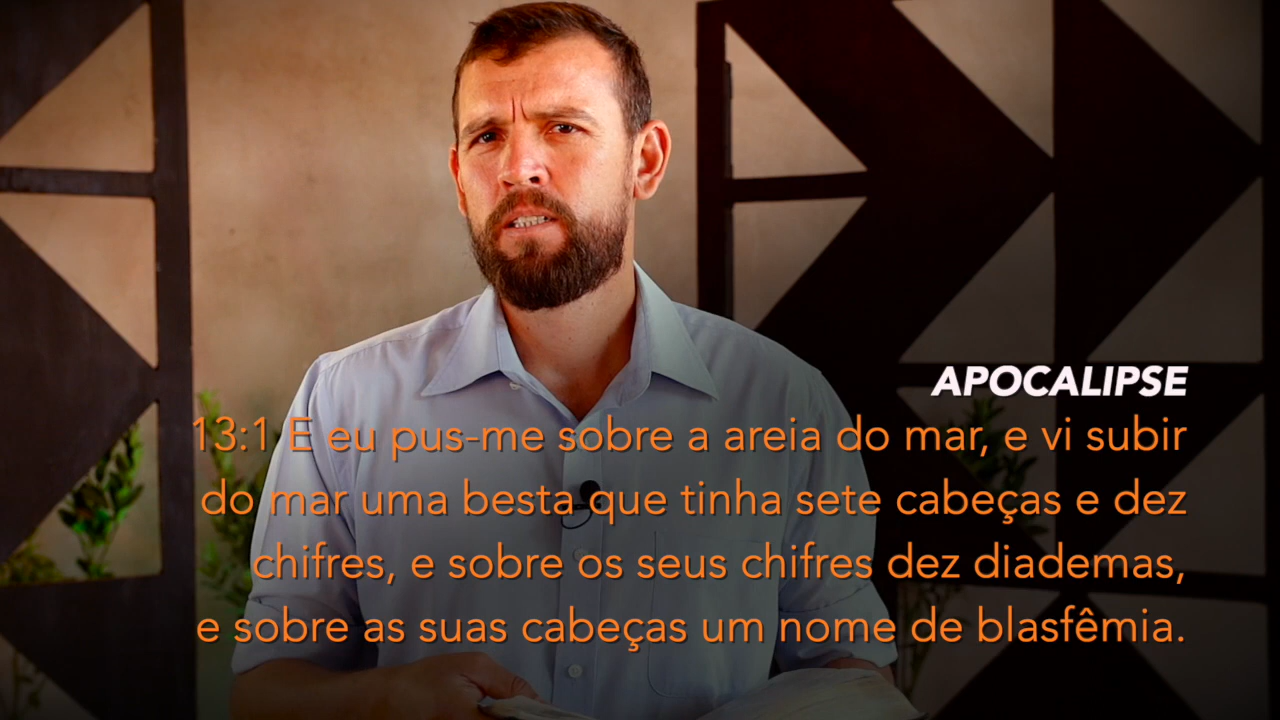 APOCALIPSE
13:1 E eu pus-me sobre a areia do mar, e vi subir
do mar uma besta que tinha sete cabeças e dez
chifres, e sobre os seus chifres dez diademas,
e sobre as suas cabeças um nome de blasfêmia.